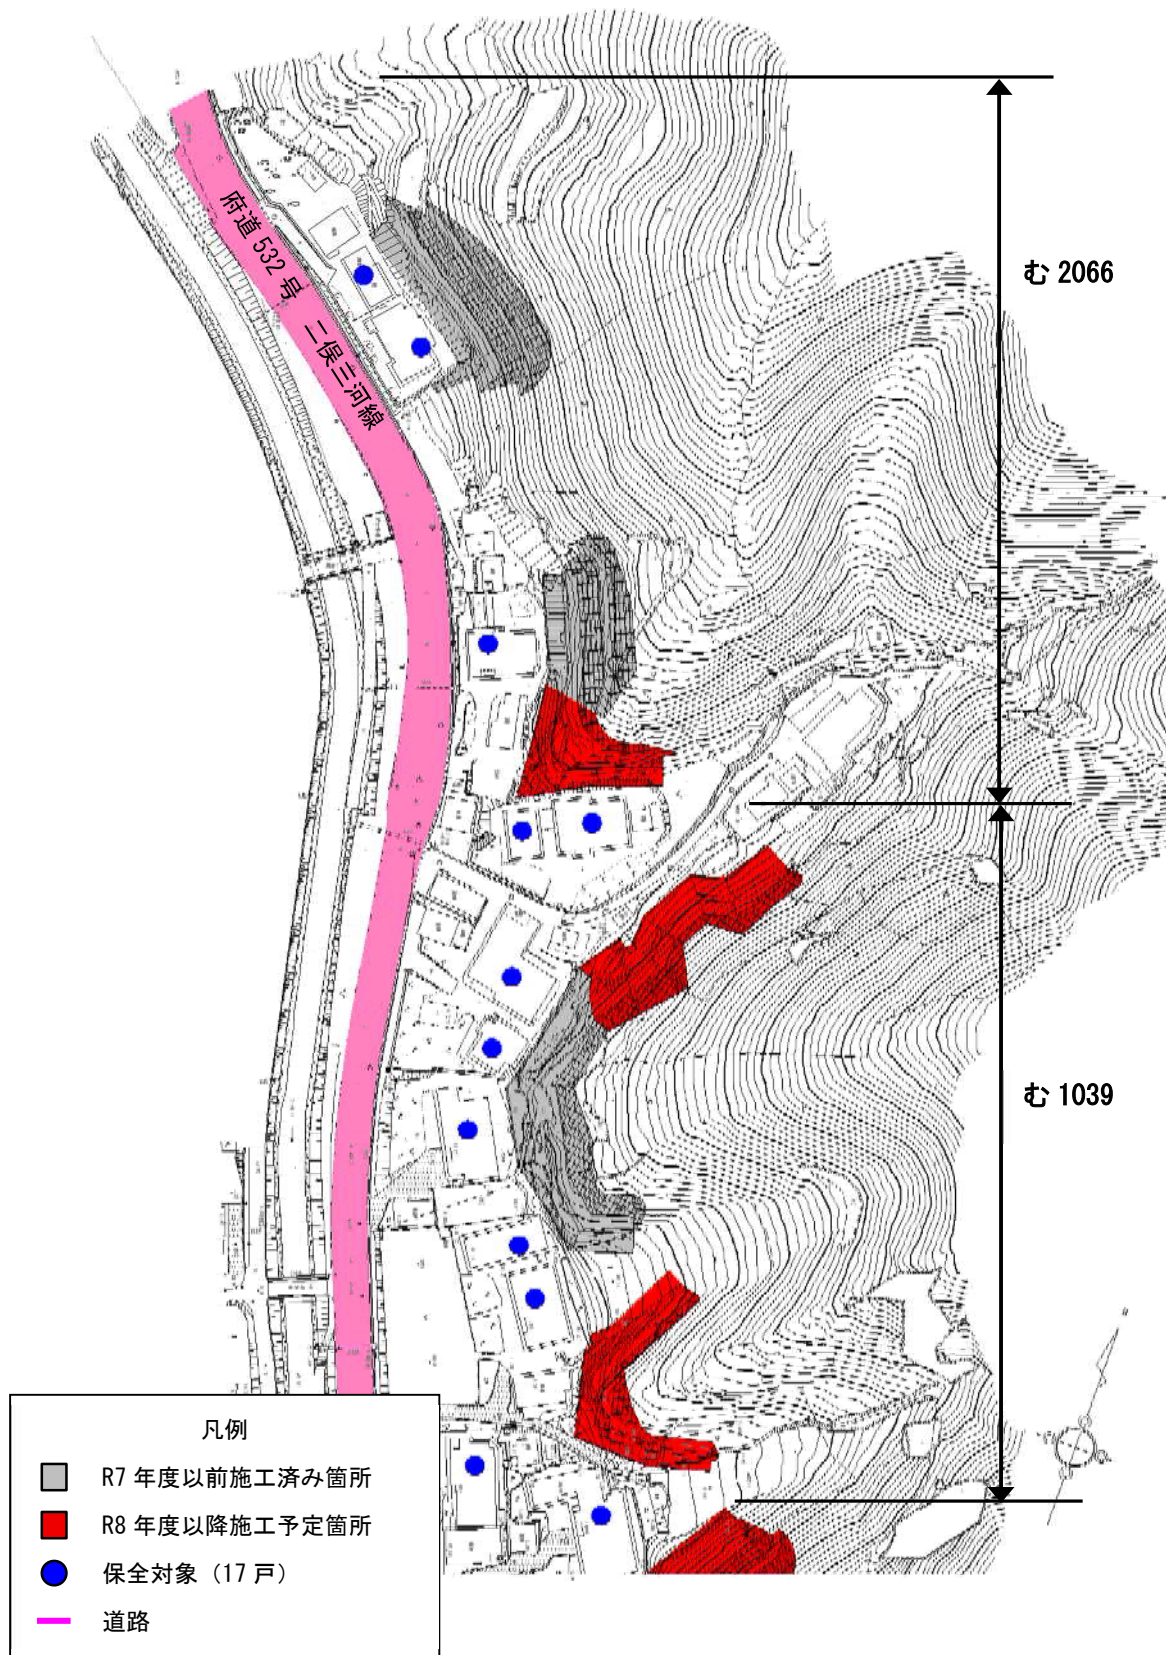 む 2066
府道 532 号　二俣三河線
む 1039
凡例
R7 年度以前施工済み箇所
R8 年度以降施工予定箇所
保全対象（17 戸）
道路